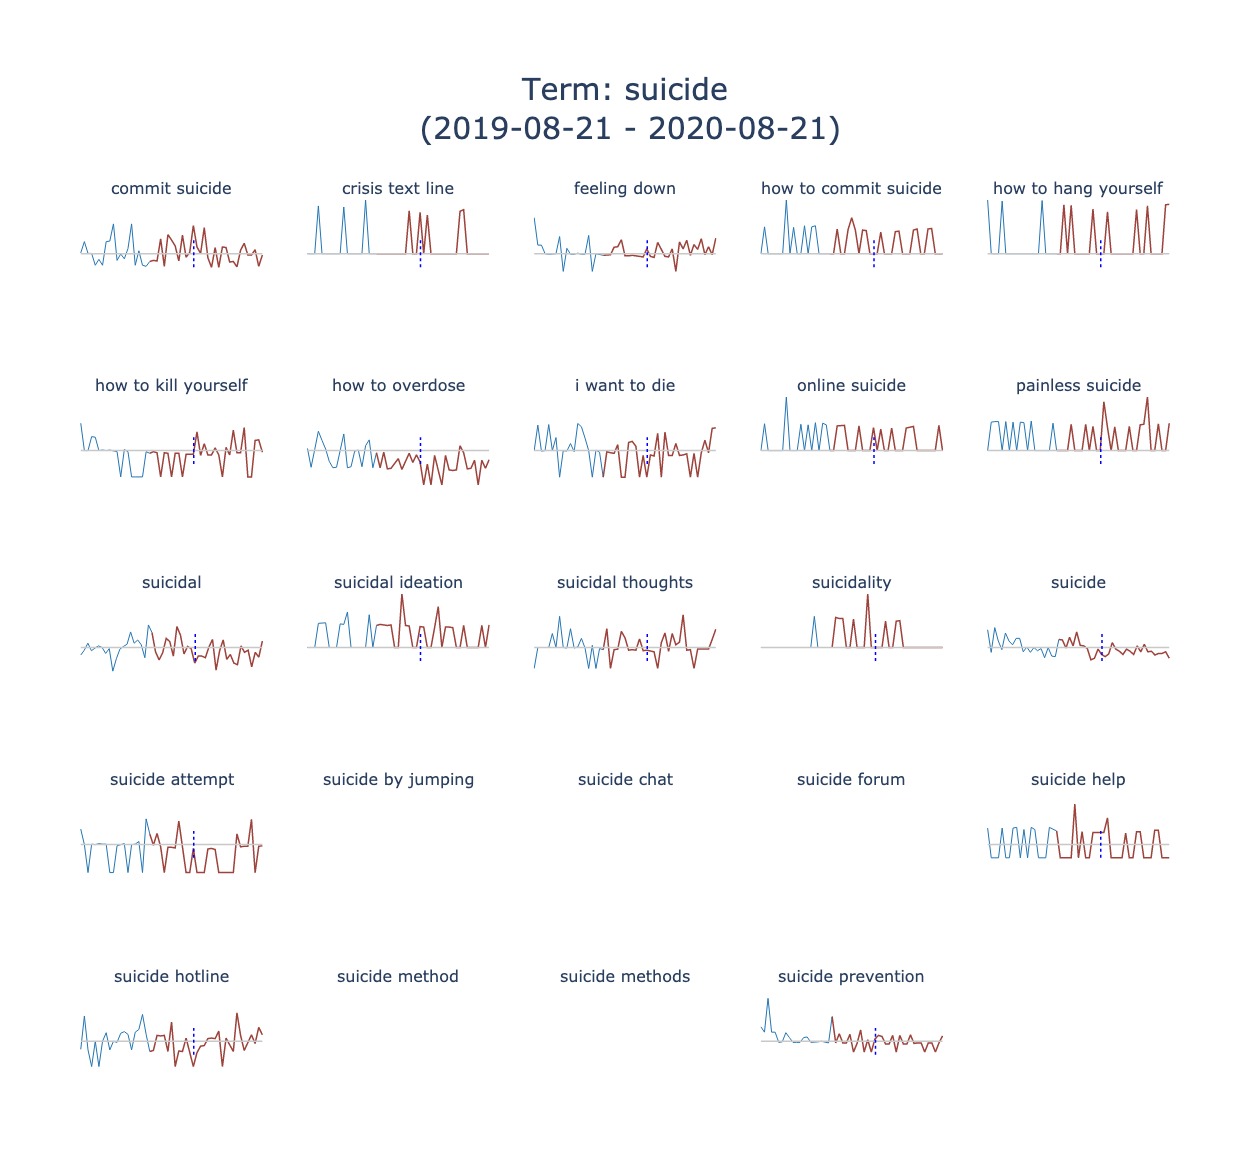 Term: suicide
(2019-08-21 - 2020-08-21)
commit suicide
crisis text line
feeling down
how to commit suicide
how to hang yourself
how to kill yourself
how to overdose
i want to die
online suicide
painless suicide
suicidal
suicidal ideation
suicidal thoughts
suicidality
suicide
suicide attempt
suicide by jumping
suicide chat
suicide forum
suicide help
suicide hotline
suicide method
suicide methods
suicide prevention